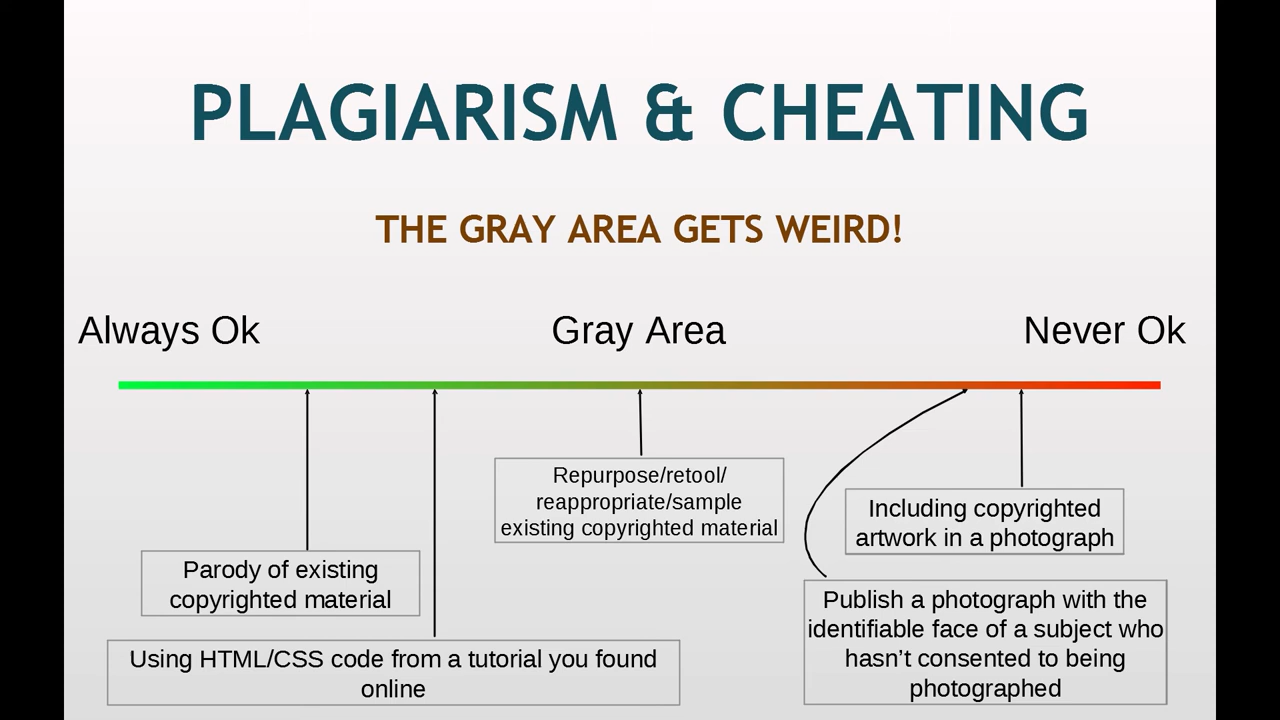 PLAGIARISM & CHEATING
THE GRAY AREA GETS WEIRD!
Always Ok
Gray Area
Never Ok
Repurpose/retool/
reappropriate/sample
existing copyrighted material
Including copyrighted
artwork in a photograph
Parody of existing
copyrighted material
Publish a photograph with the
identifiable face of a subject who
hasn’t consented to being
photographed
Using HTML/CSS code from a tutorial you found
online